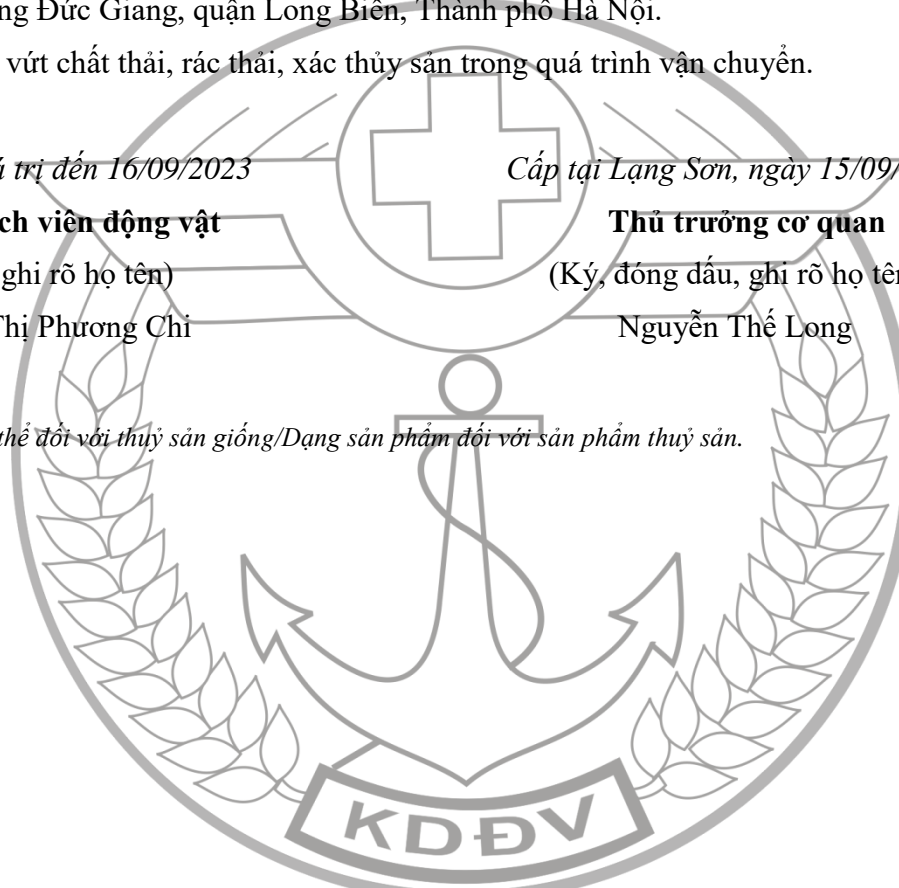 ng Đức Giang, quận Long Biên, Thành phố Hà Nội.
vứt chất thải, rác thải, xác thủy sản trong quá trình vận chuyển.
trị đến 16/09/2023
Cấp tại Lạng Sơn, ngày 15/09/
ch viên động vật
Thủ trưởng cơ quan
ghi rõ họ tên)
(Ký, đóng dấu, ghi rõ họ tên
Thị Phương Chi
Nguyễn Thế Long
thể đối với thuỷ sản giống/Dạng sản phẩm đối với sản phẩm thuỷ sản.
KDĐV